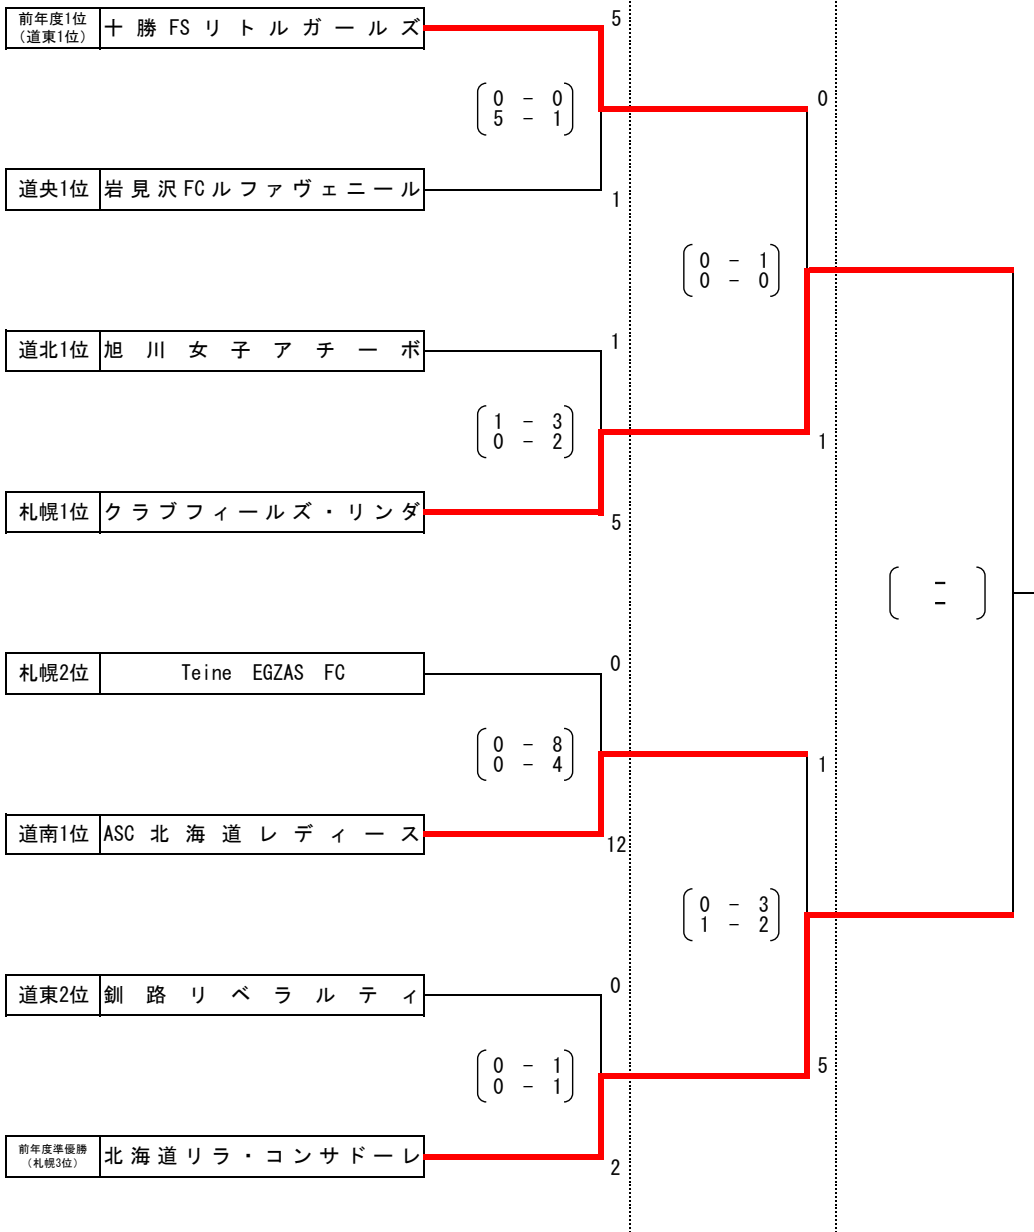 前年度1位
(道東1位)
十勝FSリトルガールズ
5
0 - 0
5 - 1
0
道央1位
岩見沢FCルファヴェニール
1
0 - 1
0 - 0
道北1位
旭川女子アチーボ
1
1 - 3
0 - 2
1
札幌1位
クラブフィールズ・リンダ
5
-
-
札幌2位
Teine EGZAS FC
0
0 - 8
0 - 4
1
道南1位
ASC北海道レディース
12
0 - 3
1 - 2
道東2位
釧路リベラルティ
0
0 - 1
0 - 1
5
前年度準優勝
(札幌3位)
北海道リラ・コンサドーレ
2